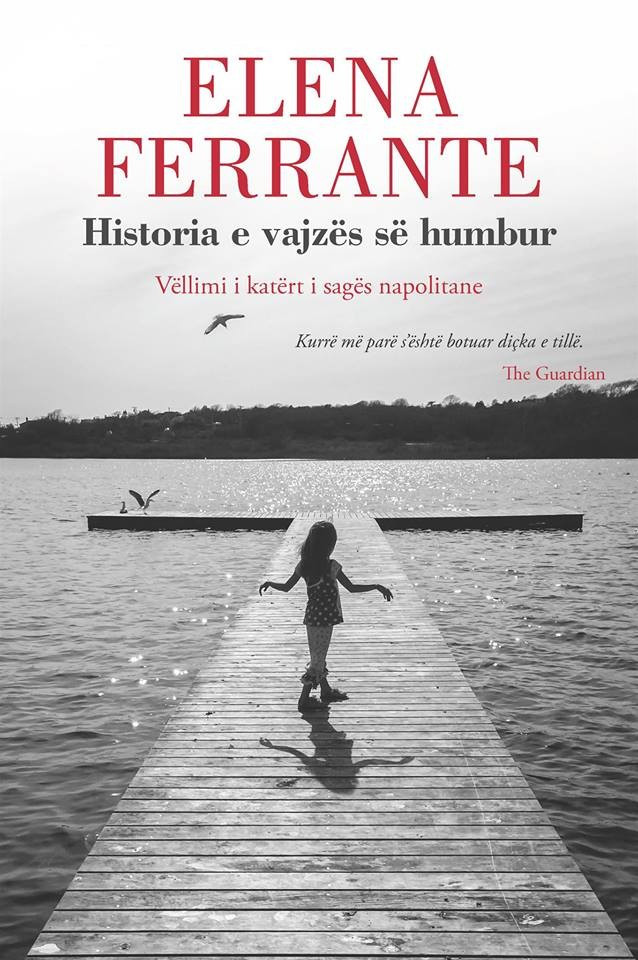 ELENA
FERRANTE
Historia e vajzës së humbur
Vëllimi i katërt i sagës napolitane
Kurrë më parë s'është botuar diçka e tillë.
The Guardian